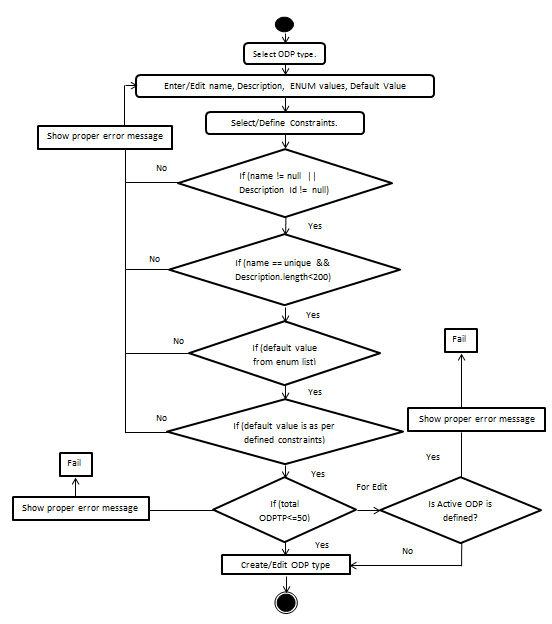 Select ODP type.
Enter/Edit name, Description, ENUM values, Default Value
Select/Define Constraints.
Show proper error message
No
If (name != null ||
Description Id != null)
Yes
No
If (name == unique &&
Description.length<200)
Yes
No
If (default value
from enum list)
Yes
Fail
Show proper error message
No
If (default value is as per
defined constraints)
Yes
Yes
Fail
Show proper error message
If (total
ODPTP<=50)
For Edit
Is Active ODP is
defined?
Yes
No
Create/Edit ODP type